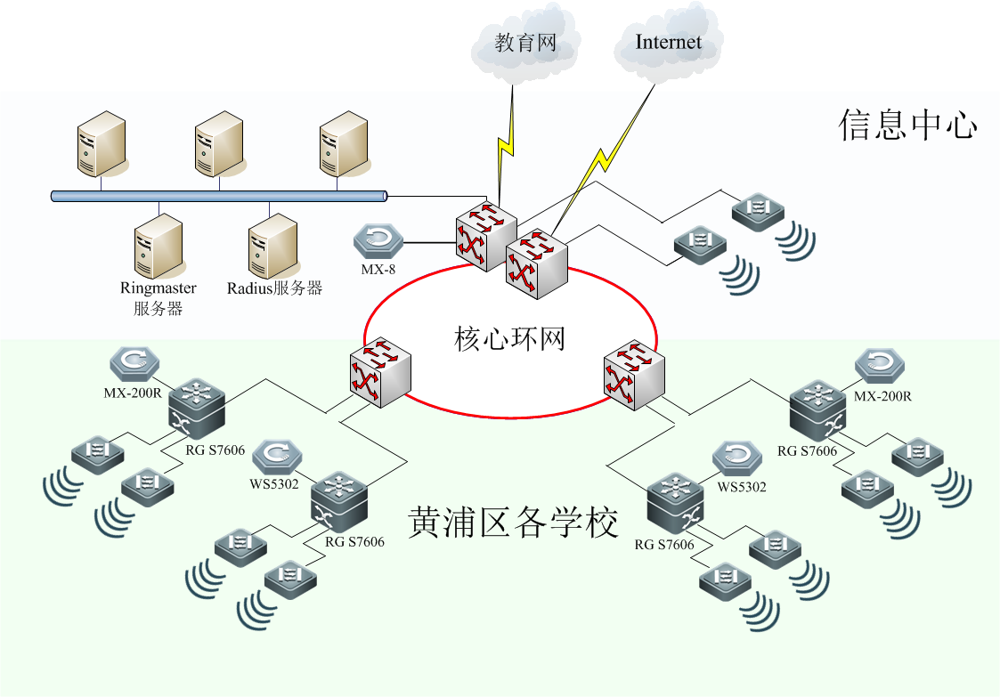 教育网
Internet
信息中心
MX-8
Ringmaster
服务器
Radius服务器
核心环网
MX-200R
MX-200R
RG S7606
RG S7606
WS5302
WS5302
RG S7606
RG S7606
黄浦区各学校